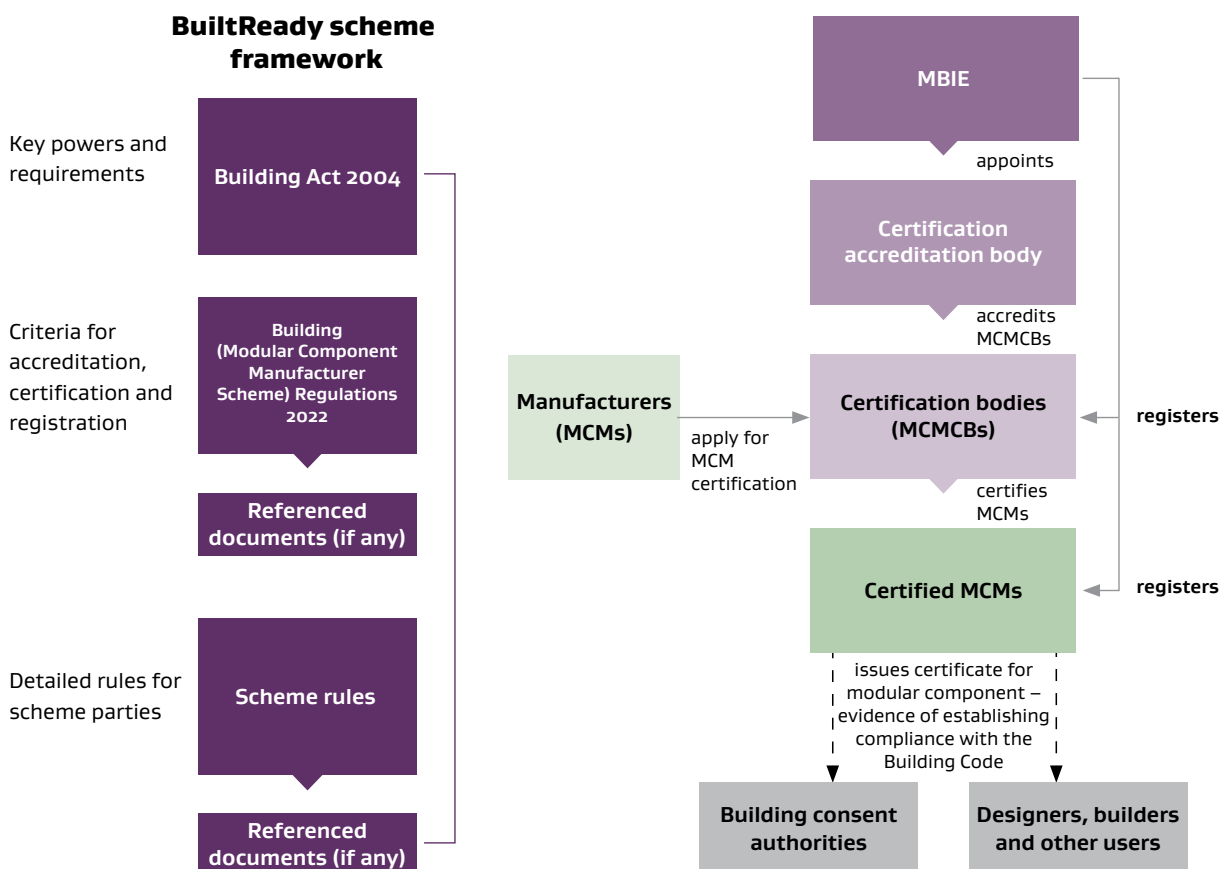 BuiltReady scheme
framework
Key powers and
requirements
Building Act 2004
Criteria for
accreditation,
certification and
registration
Building
(Modular Component
Manufacturer
Scheme) Regulations
2022
Referenced
documents (if any)
Detailed rules for
scheme parties
Scheme rules
Referenced
documents (if any)
MBIE
appoints
Certification
accreditation body
accredits
MCMCBs
Manufacturers
(MCMs)
apply for
MCM
certification
Certification bodies
(MCMCBs)
registers
certifies
MCMs
Certified MCMs
registers
issues certificate for
modular component –
evidence of establishing
compliance with the
Building Code
Building consent
authorities
Designers, builders
and other users